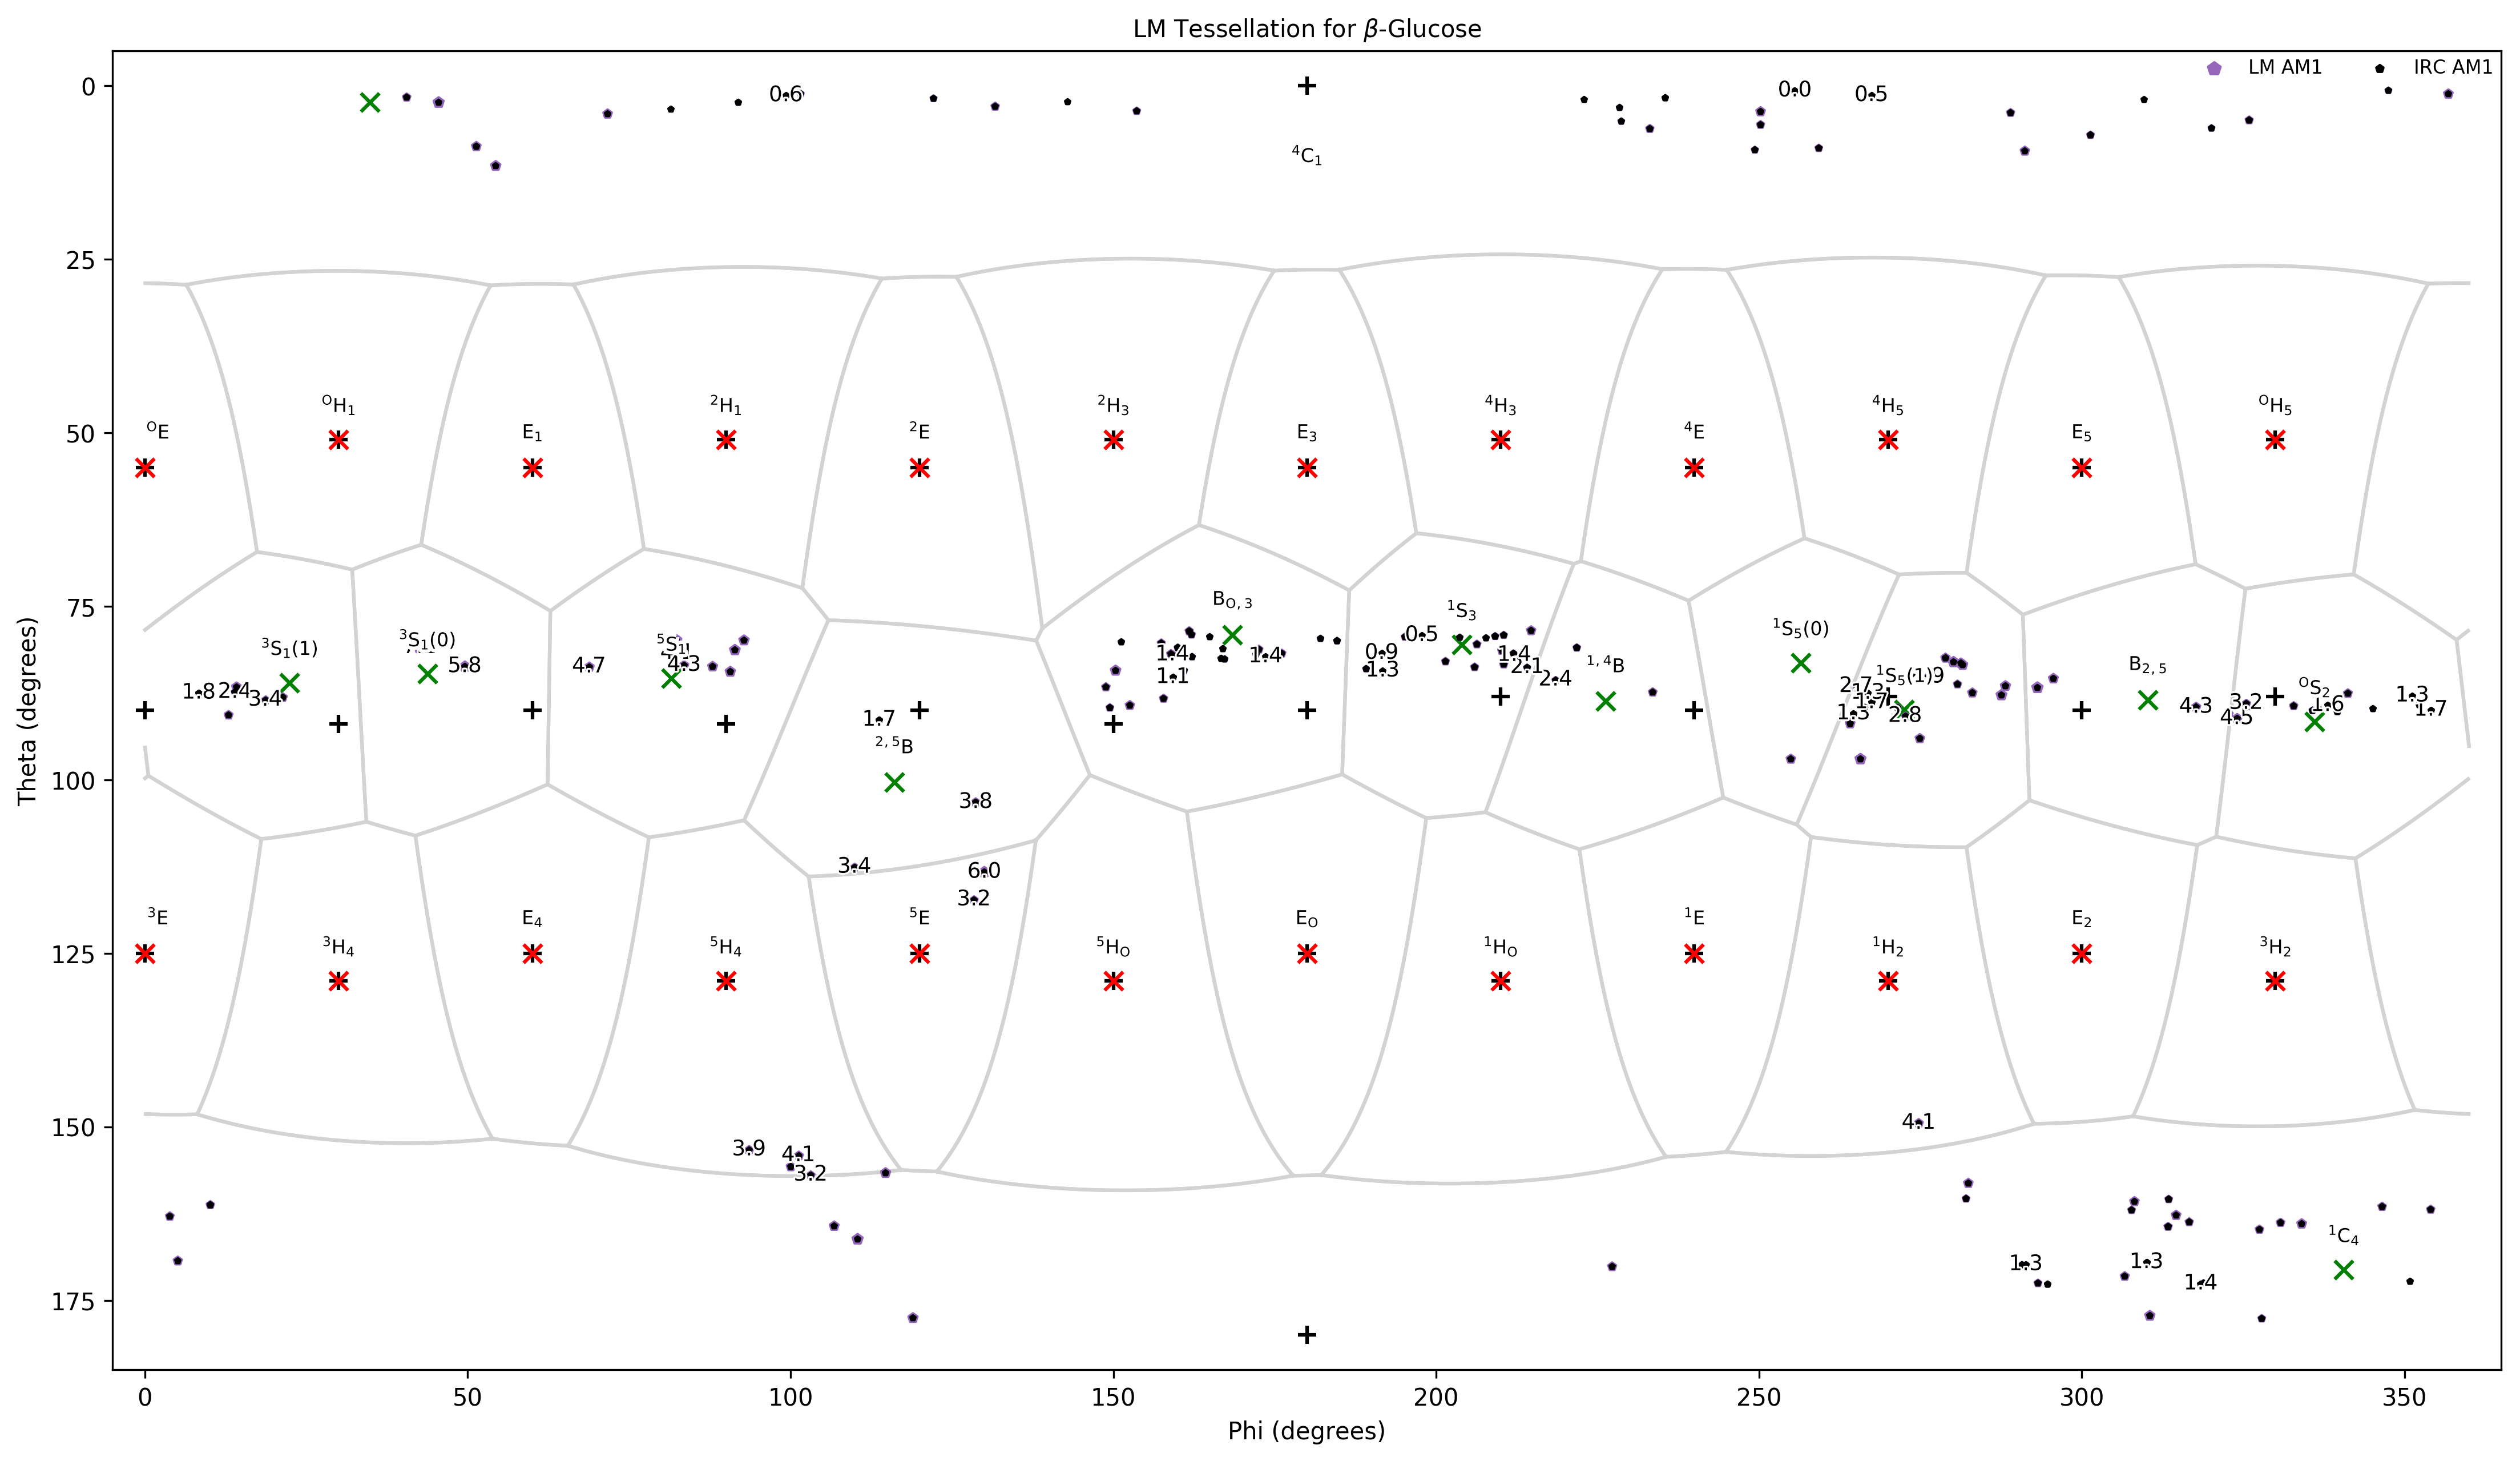 LM Tessellation for β-Glucose
LM AM1
IRC AM1
0.6
0.0
0.5
⁴C₁
ᴼH₁
²H₁
²H₃
⁴H₃
⁴H₅
ᴼH₅
ᴼE
E₁
²E
E₃
⁴E
E₅
B_O,3
¹S₃
³S₁(1)
³S₁(0)
⁵S₁
¹S₅(0)
¹,⁴B
¹S₅(1)
B₂,₅
ᴼS₂
5.8
4.7
4.3
1.4
1.4
0.9
0.5
1.3
1.4
2.1
2.4
1.1
1.8
2.4
3.4
2.7
1.7
1.5
2.8
4.3
3.2
4.5
1.6
1.3
1.7
1.7
²,⁵B
3.8
3.4
6.0
3.2
³E
³H₄
E₄
⁵H₄
⁵E
⁵H_O
E_O
¹H_O
¹E
¹H₂
E₂
³H₂
4.1
3.9
4.1
3.2
¹C₄
1.3
1.3
1.4
0
25
50
75
100
125
150
175
Theta (degrees)
0
50
100
150
200
250
300
350
Phi (degrees)